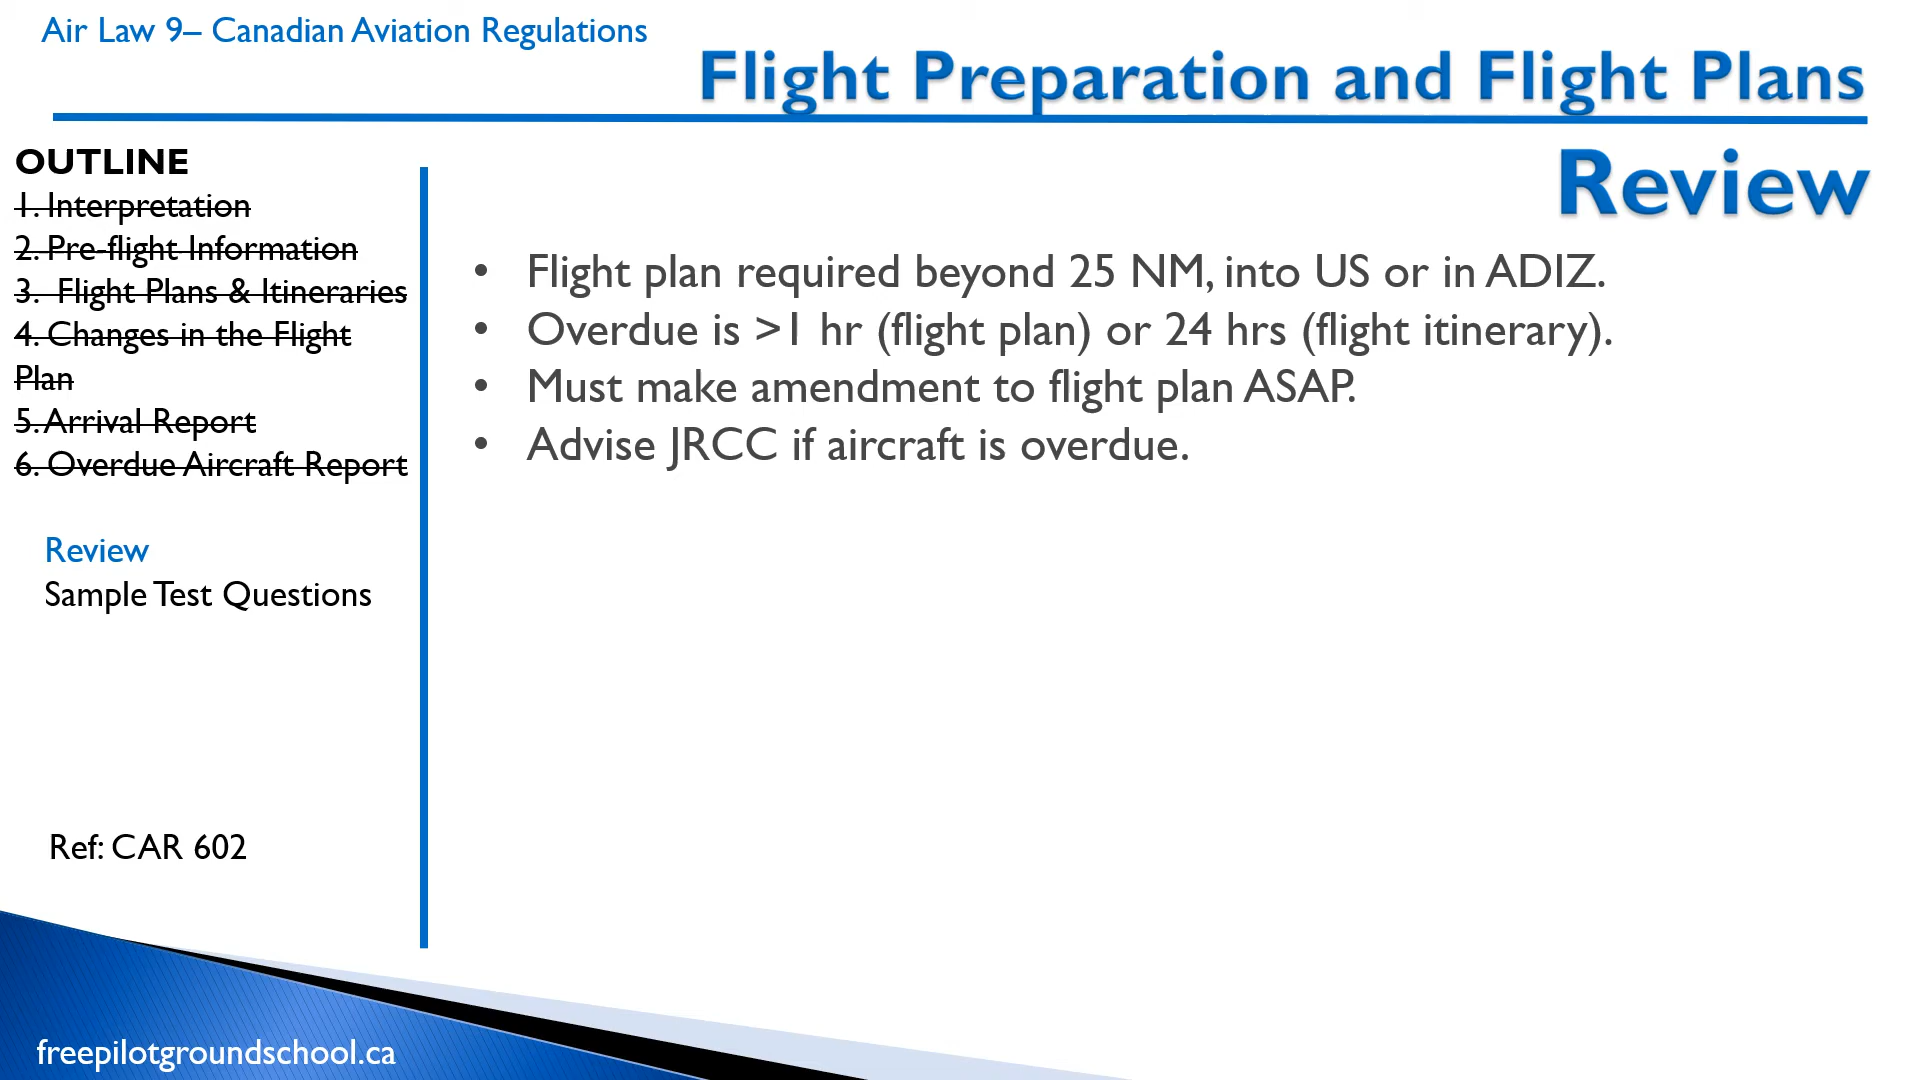 Air Law 9– Canadian Aviation Regulations
Flight Preparation and Flight Plans
OUTLINE
1. Interpretation
2. Pre-flight Information
3. Flight Plans & Itineraries
4. Changes in the Flight
Plan
5. Arrival Report
6. Overdue Aircraft Report
Review
Sample Test Questions
Ref: CAR 602
Review
• Flight plan required beyond 25 NM, into US or in ADIZ.
• Overdue is >1 hr (flight plan) or 24 hrs (flight itinerary).
• Must make amendment to flight plan ASAP.
• Advise JRCC if aircraft is overdue.
freepilotgroundschool.ca